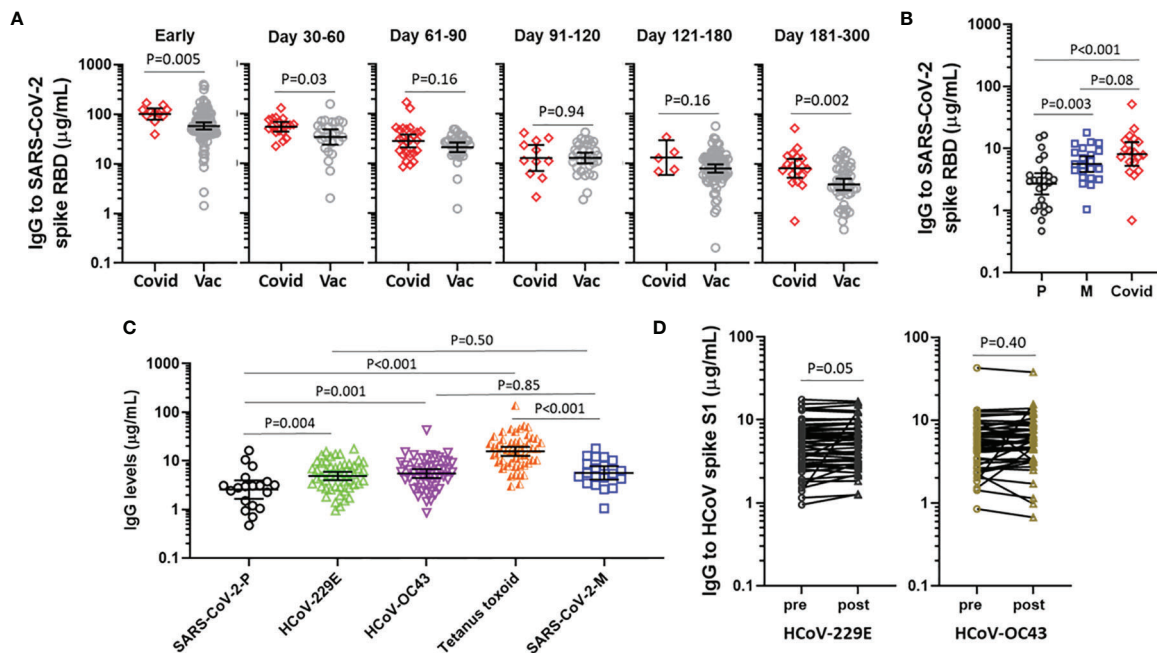 A
Early
Day 30-60
Day 61-90
Day 91-120
Day 121-180
Day 181-300
P=0.005
P=0.03
P=0.16
P=0.94
P=0.16
P=0.002
IgG to SARS-CoV-2
spike RBD (μg/mL)
1000
100
10
1
0.1
Covid Vac
Covid Vac
Covid Vac
Covid Vac
Covid Vac
Covid Vac
B
P<0.001
P=0.08
P=0.003
IgG to SARS-CoV-2
spike RBD (μg/mL)
1000
100
10
1
0.1
P M Covid
C
P=0.50
P<0.001
P=0.001
P=0.85
P=0.004
P<0.001
IgG levels (μg/mL)
1000
100
10
1
0.1
SARS-CoV-2-P
HCoV-229E
HCoV-OC43
Tetanus toxoid
SARS-CoV-2-M
D
IgG to HCoV spike S1 (μg/mL)
100
10
1
0.1
P=0.05
pre post
HCoV-229E
100
10
1
0.1
P=0.40
pre post
HCoV-OC43